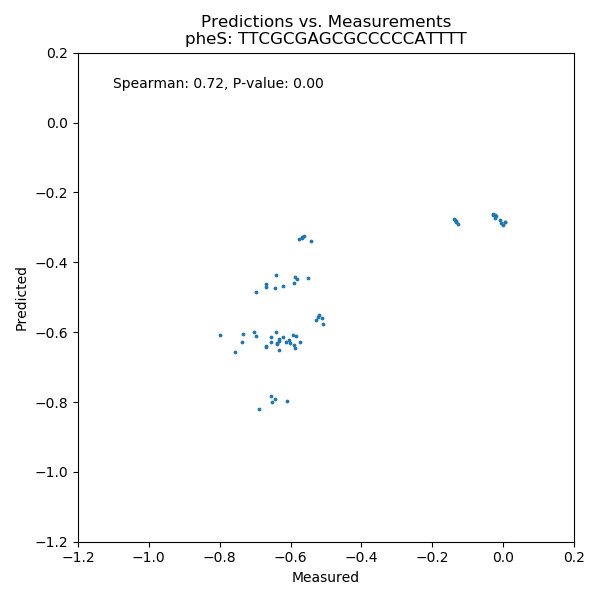 Predictions vs. Measurements
pheS: TTCGCGAGCGCCCCCATTTT
0.2
Spearman: 0.72, P-value: 0.00
0.0
−0.2
−0.4
Predicted
−0.6
−0.8
−1.0
−1.2
−1.2 −1.0 −0.8 −0.6 −0.4 −0.2 0.0 0.2
Measured